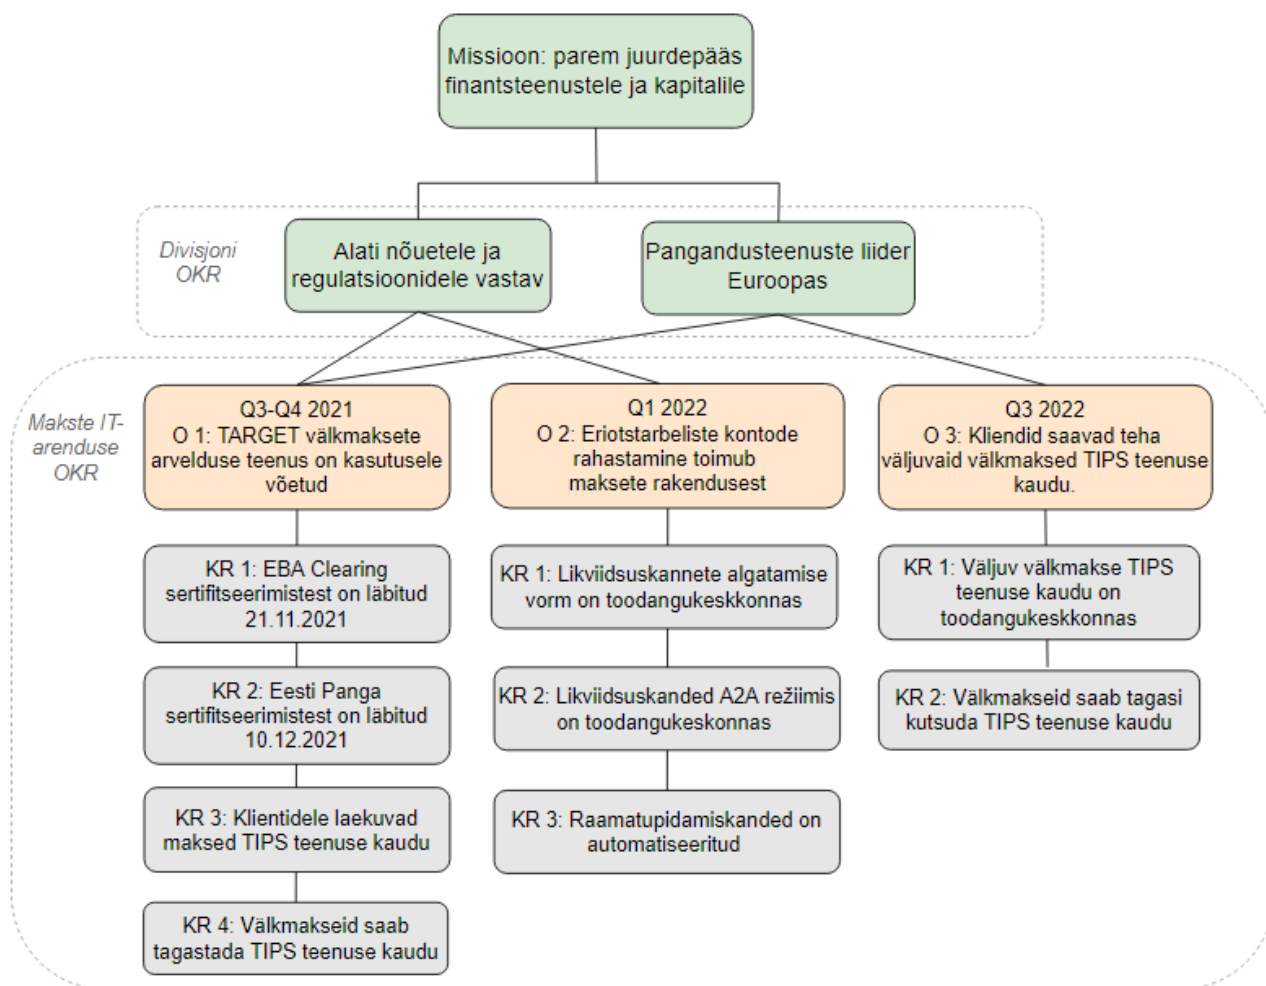 Missioon: parem juurdepääs
finantsteenustele ja kapitalile
Divisjoni
OKR
Alati nõuetele ja
regulatsioonidele vastav
Pangandusteenuste liider
Euroopas
Makste IT-
arenduse
OKR
Q3-Q4 2021
O 1: TARGET välkmaksete
arvelduse teenus on kasutusele
võetud
KR 1: EBA Clearing
sertifitseerimistest on läbitud
21.11.2021
KR 2: Eesti Panga
sertifitseerimistest on läbitud
10.12.2021
KR 3: Klientidele laekuvad
maksed TIPS teenuse kaudu
KR 4: Välkmakseid saab
tagastada TIPS teenuse kaudu
Q1 2022
O 2: Eriotstarbeliste kontode
rahastamine toimub
maksete rakendusest
KR 1: Likviidsuskannete algatamise
vorm on toodangukeskkonnas
KR 2: Likviidsuskanded A2A režiimis
on toodangukeskonnas
KR 3: Raamatupidamiskanded on
automatiseeritud
Q3 2022
O 3: Kliendid saavad teha
väljuvaid välkmaksed TIPS teenuse
kaudu.
KR 1: Väljuv välkmakse TIPS
teenuse kaudu on
toodangukeskkonnas
KR 2: Välkmakseid saab tagasi
kutsuda TIPS teenuse kaudu